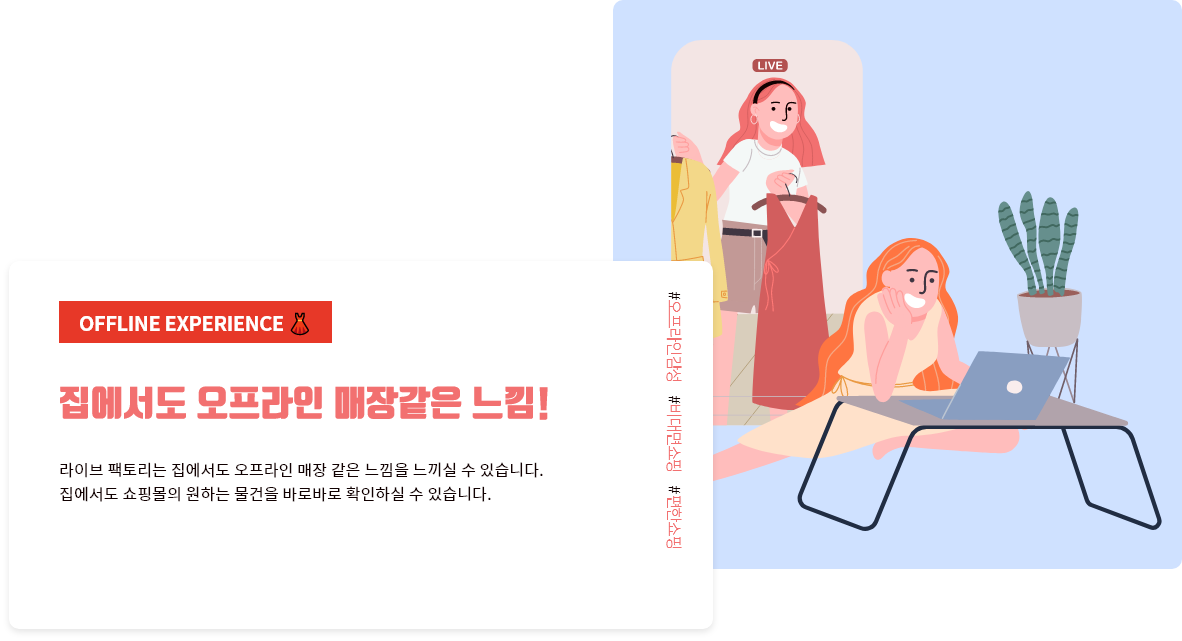 LIVE
OFFLINE EXPERIENCE
집에서도 오프라인 매장같은 느낌!
라이브 팩토리는 집에서도 오프라인 매장 같은 느낌을 느끼실 수 있습니다.
집에서도 쇼핑몰의 원하는 물건을 바로바로 확인하실 수 있습니다.
#오프라인감성 #비대면쇼핑 #편한쇼핑